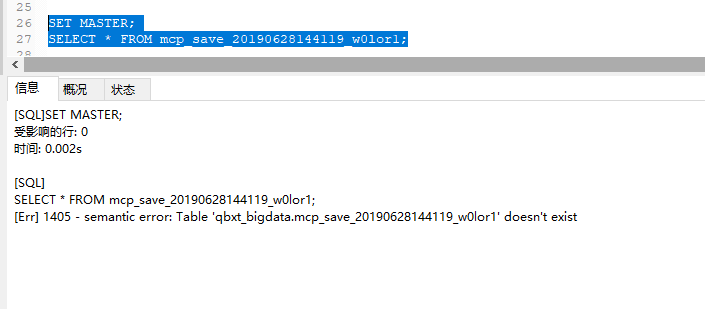 25
26 SET MASTER;
27 SELECT * FROM mcp_save_20190628144119_w0lor1;
28
信息 概况 状态
[SQL]SET MASTER;
受影响的行: 0
时间: 0.002s
[SQL]
SELECT * FROM mcp_save_20190628144119_w0lor1;
[Err] 1405 - semantic error: Table 'qbxt_bigdata.mcp_save_20190628144119_w0lor1' doesn't exist